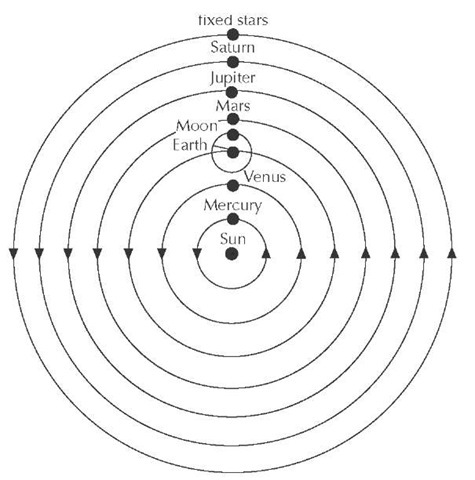 fixed stars
Saturn
Jupiter
Mars
Moon
Earth
Venus
Mercury
Sun